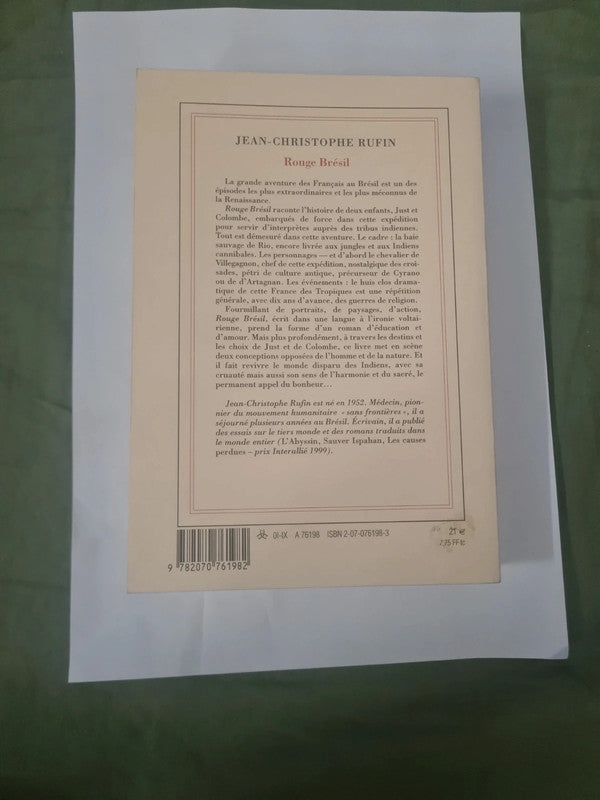 JEAN-CHRISTOPHE RUFIN
Rouge Brésil
La grande aventure des Français au Brésil est un des
épisodes les plus extraordinaires et les plus méconnus de
la Renaissance.
Rouge Brésil raconte l'histoire de deux enfants, Just et
Colombe, embarqués de force dans cette expédition
pour servir d'interprètes auprès des tribus indiennes.
Tout est démesuré dans cette aventure. Le cadre : la baie
sauvage de Rio, encore livrée aux jungles et aux Indiens
cannibales. Les personnages — et d'abord le chevalier de
Villegagnon, chef de cette expédition, nostalgique des croi-
sades, pétri de culture antique, précurseur de Cyrano
ou de d'Artagnan. Les événements : le huis clos drama-
tique de cette France des Tropiques est une répétition
générale, avec dix ans d'avance, des guerres de religion.
Fourmillant de portraits, de paysages, d'action,
Rouge Brésil, écrit dans une langue à l'ironie voltai-
rienne, prend la forme d'un roman d'éducation et
d'amour. Mais plus profondément, à travers les destins et
les choix de Just et de Colombe, ce livre met en scène
deux conceptions opposées de l'homme et de la nature. Et
il fait revivre le monde disparu des Indiens, avec sa
cruauté mais aussi son sens de l'harmonie et du sacré, le
permanent appel du bonheur...
Jean-Christophe Rufin est né en 1952. Médecin, pion-
nier du mouvement humanitaire « sans frontières », il a
séjourné plusieurs années au Brésil. Écrivain, il a publié
des essais sur le tiers monde et des romans traduits dans
le monde entier (L'Abyssin, Sauver Ispahan, Les causes
perdues – prix Interallié 1999).
01-IX A 76198 ISBN 2-07-076198-3
9 782070 761982